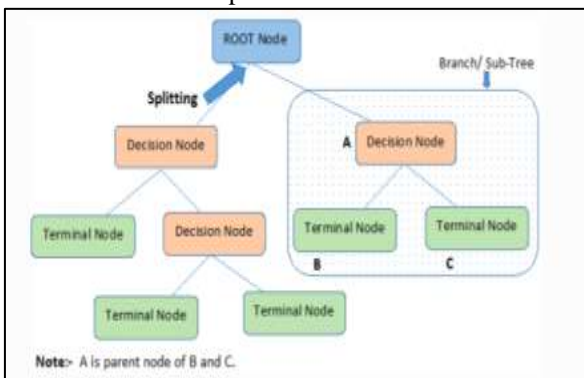 ROOT Node
Branch/ Sub-Tree
Splitting
Decision Node
A
Decision Node
Terminal Node
Decision Node
Terminal Node
Terminal Node
B
C
Terminal Node
Terminal Node
Note:- A is parent node of B and C.